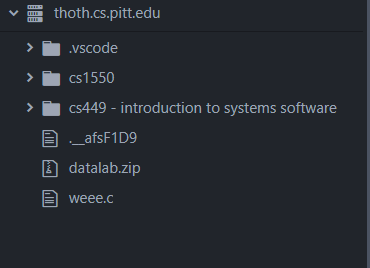 thoth.cs.pitt.edu
.vscode
cs1550
cs449 - introduction to systems software
.__afsF1D9
datalab.zip
weee.c